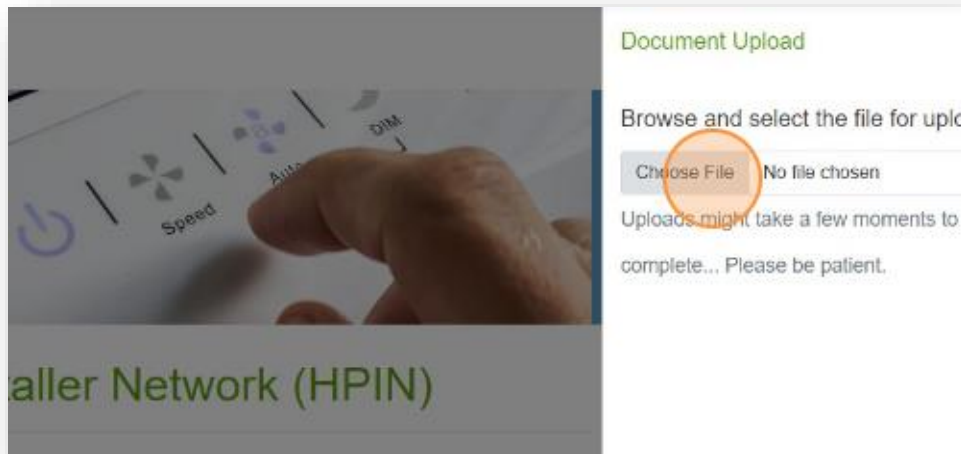 Document Upload
Browse and select the file for uplo
Choose File No file chosen
Uploads might take a few moments to
complete... Please be patient.
DIM
Auto
Speed
aller Network (HPIN)